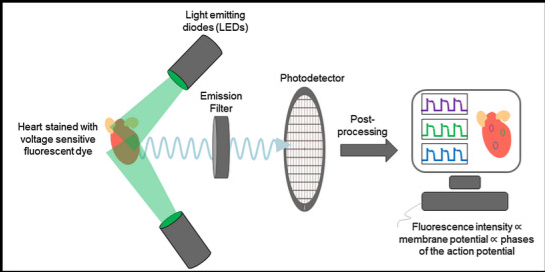 Light emitting
diodes (LEDs)
Photodetector
Emission
Filter
Heart stained with
voltage sensitive
fluorescent dye
Post-
processing
Fluorescence intensity ∝
membrane potential ∝ phases
of the action potential